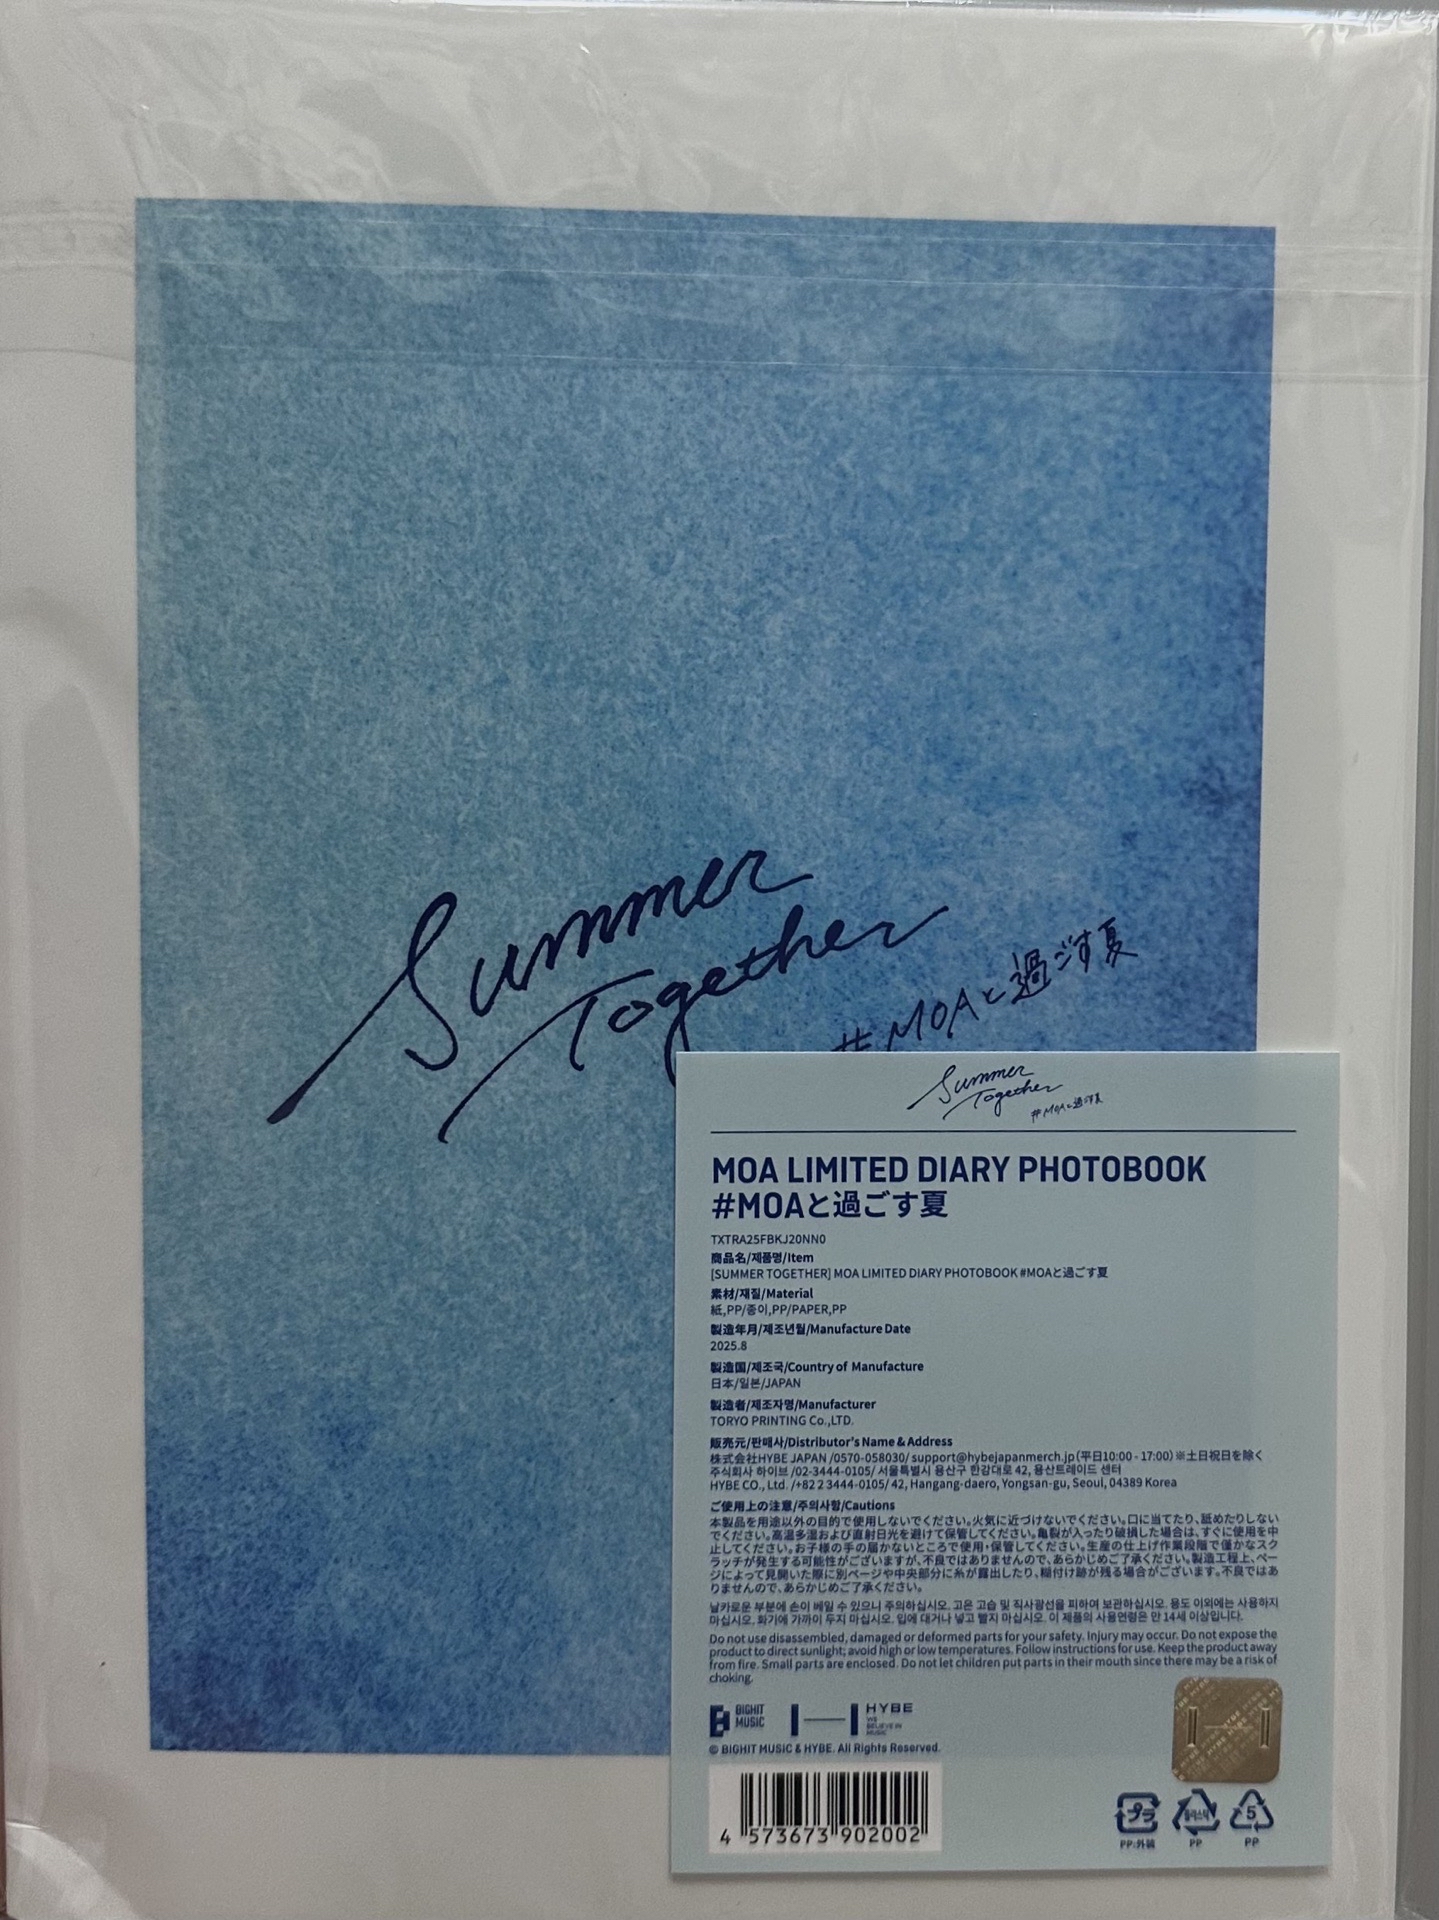 Summer
Together
#MOAと過ごす夏
Summer
Together
#MOAと過ごす夏
MOA LIMITED DIARY PHOTOBOOK
#MOAと過ごす夏
TXTRA25FBKJ20NN0
商品名/제품명/Item
[SUMMER TOGETHER] MOA LIMITED DIARY PHOTOBOOK #MOAと過ごす夏
素材/재질/Material
紙,PP/종이,PP/PAPER,PP
製造年月/제조년월/Manufacture Date
2025.8
製造国/제조국/Country of Manufacture
日本/일본/JAPAN
製造者/제조자명/Manufacturer
TORYO PRINTING Co.,LTD.
販売元/판매사/Distributor's Name & Address
株式会社HYBE JAPAN /0570-058030/ support@hybejapanmerch.jp(平日10:00 - 17:00)※土日祝日を除く
주식회사 하이브 /02-3444-0105/ 서울특별시 용산구 한강대로 42, 용산트레이드 센터
HYBE CO., Ltd. /+82 2 3444-0105/ 42, Hangang-daero, Yongsan-gu, Seoul, 04389 Korea
ご使用上の注意/주의사항/Cautions
本製品を用途以外の目的で使用しないでください。火気に近づけないでください。口に当てたり、舐めたりしない
でください。高温多湿および直射日光を避けて保管してください。亀裂が入ったり破損した場合は、すぐに使用を中
止してください。お子様の手の届かないところで使用・保管してください。生産の仕上げ作業段階で僅かなスク
ラッチが発生する可能性がございますが、不良ではありませんので、あらかじめご了承ください。製造工程上、ペー
ジによって見開いた際に別ページや中央部分に糸が露出したり、糊付け跡が残る場合がございます。不良ではあ
りませんので、あらかじめご了承ください。
날카로운 부분에 손이 베일 수 있으니 주의하십시오. 고온 고습 및 직사광선을 피하여 보관하십시오. 용도 이외에는 사용하지
마십시오. 화기에 가까이 두지 마십시오. 입에 대거나 넣고 빨지 마십시오. 이 제품의 사용연령은 만 14세 이상입니다.
Do not use disassembled, damaged or deformed parts for your safety. Injury may occur. Do not expose the
product to direct sunlight; avoid high or low temperatures. Follow instructions for use. Keep the product away
from fire. Small parts are enclosed. Do not let children put parts in their mouth since there may be a risk of
choking.
BIGHIT MUSIC
HYBE
WE BELIEVE IN MUSIC
© BIGHIT MUSIC & HYBE. All Rights Reserved.
4 573673 902002
プラ
PP:外装
플라스틱
PP
5
PP